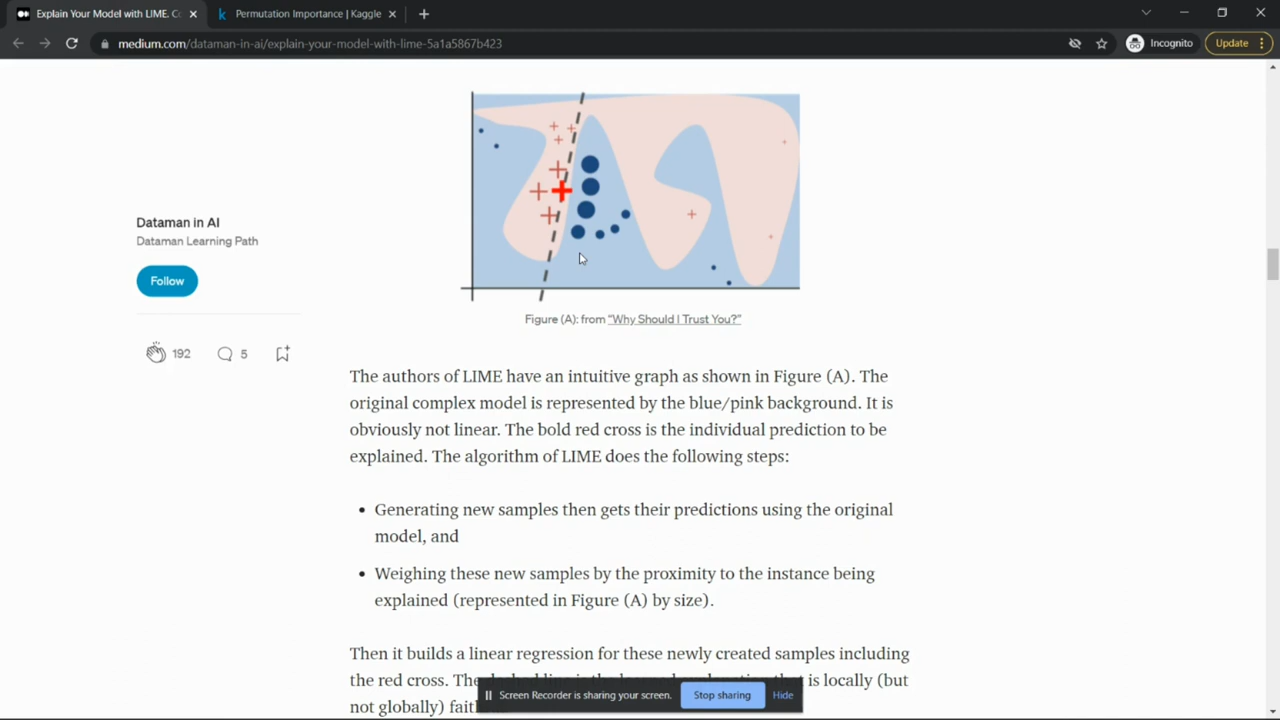 Explain Your Model with LIME. Co
Permutation Importance | Kaggle
medium.com/dataman-in-ai/explain-your-model-with-lime-5a1a5867b423
Incognito
Update
Dataman in AI
Dataman Learning Path
Follow
192
5
Figure (A): from “Why Should I Trust You?”
The authors of LIME have an intuitive graph as shown in Figure (A). The
original complex model is represented by the blue/pink background. It is
obviously not linear. The bold red cross is the individual prediction to be
explained. The algorithm of LIME does the following steps:
• Generating new samples then gets their predictions using the original
model, and
• Weighing these new samples by the proximity to the instance being
explained (represented in Figure (A) by size).
Then it builds a linear regression for these newly created samples including
the red cross. The is locally (but
not globally)
Screen Recorder is sharing your screen.
Stop sharing
Hide